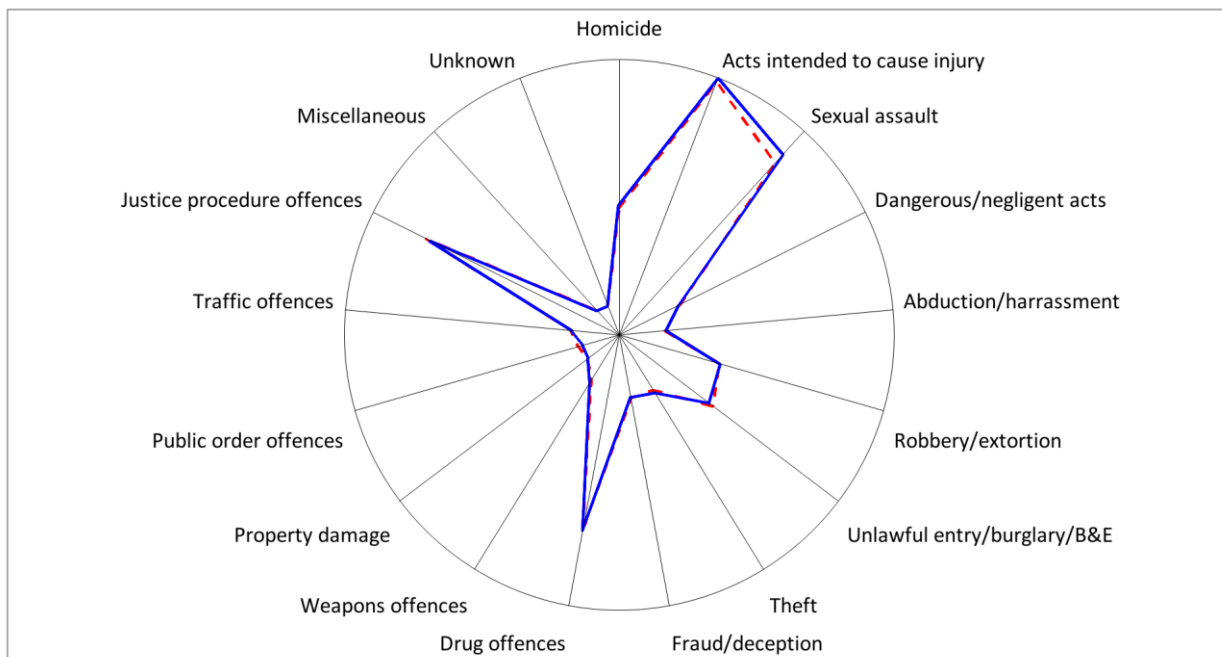 Homicide
Unknown
Acts intended to cause injury
Miscellaneous
Sexual assault
Justice procedure offences
Dangerous/negligent acts
Traffic offences
Abduction/harrassment
Public order offences
Robbery/extortion
Property damage
Unlawful entry/burglary/B&E
Weapons offences
Theft
Drug offences
Fraud/deception